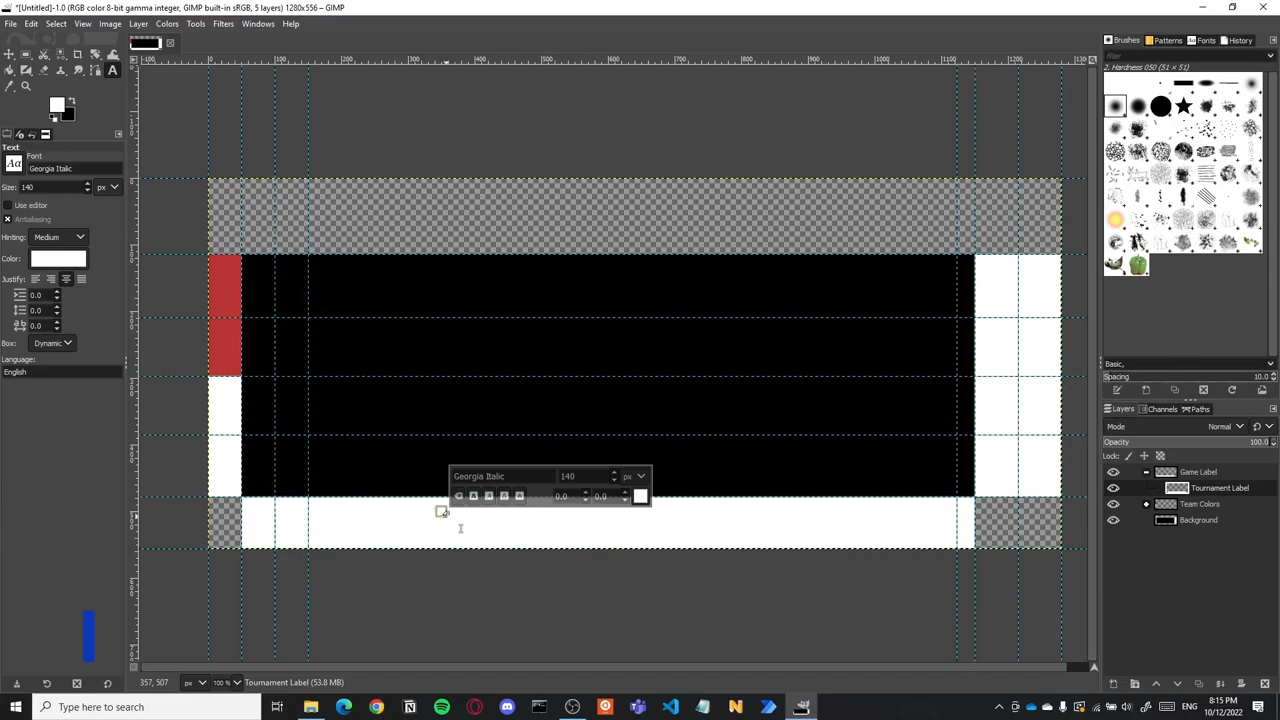 *[Untitled]-1.0 (RGB color 8-bit gamma integer, GIMP built-in sRGB, 5 layers) 1280x556 – GIMP
File Edit Select View Image Layer Colors Tools Filters Windows Help
Brushes Patterns Fonts History
filter
2. Hardness 050 (51 × 51)
Text
Font
Aa Georgia Italic
Size: 140 px
Use editor
Antialiasing
Hinting: Medium
Color:
Justify:
0.0
0.0
0.0
Box: Dynamic
Language:
English
Georgia Italic 140 px
0.0 0.0
Basic,
Spacing 10.0
Layers Channels Paths
Mode Normal
Opacity 100.0
Lock:
Game Label
Tournament Label
Team Colors
Background
357, 507 px 100 % Tournament Label (53.8 MB)
Type here to search
8:15 PM
10/12/2022